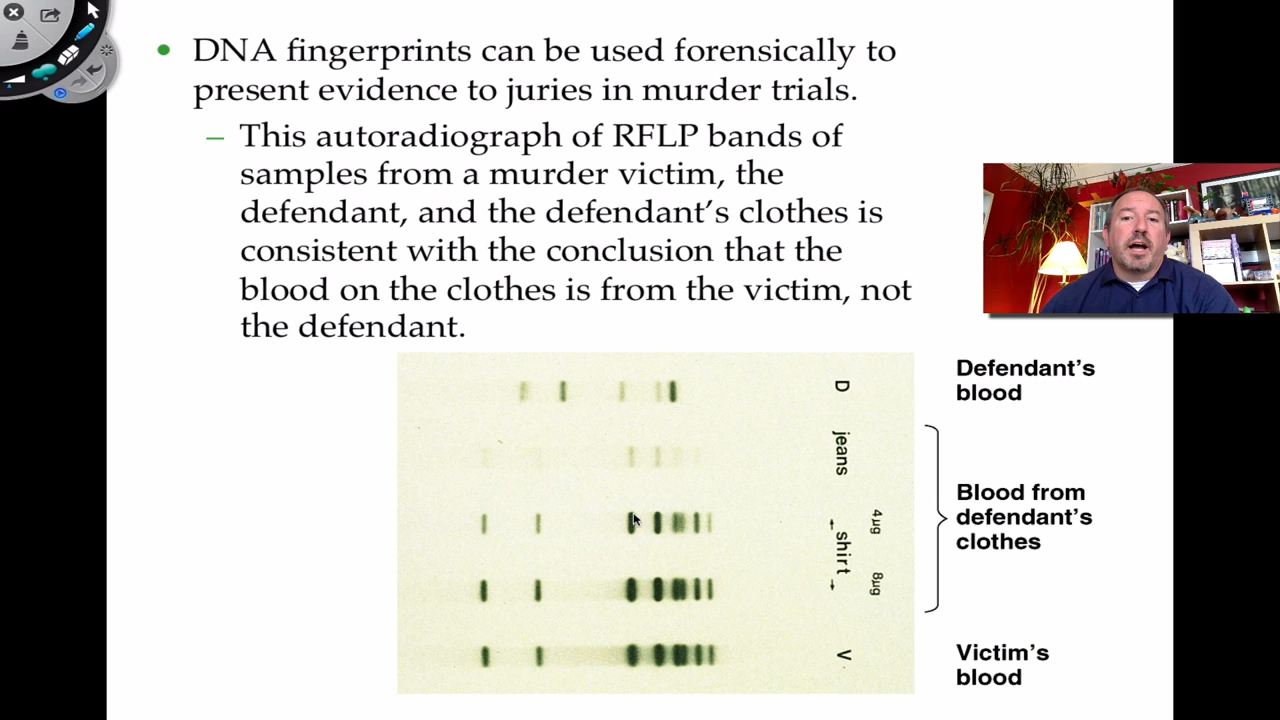 • DNA fingerprints can be used forensically to
present evidence to juries in murder trials.
– This autoradiograph of RFLP bands of
samples from a murder victim, the
defendant, and the defendant's clothes is
consistent with the conclusion that the
blood on the clothes is from the victim, not
the defendant.
D
Defendant's
blood
jeans
4µg
←shirt→
8µg
Blood from
defendant's
clothes
V
Victim's
blood